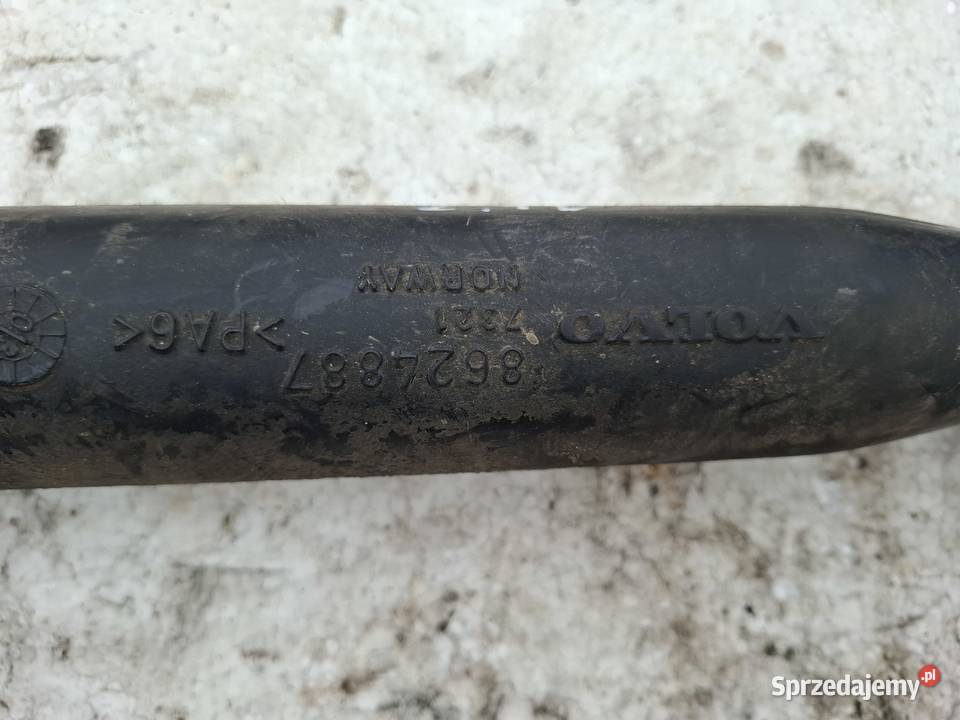 8624887
VOLVO 7321 >PA6<
NORWAY
Sprzedajemy.pl